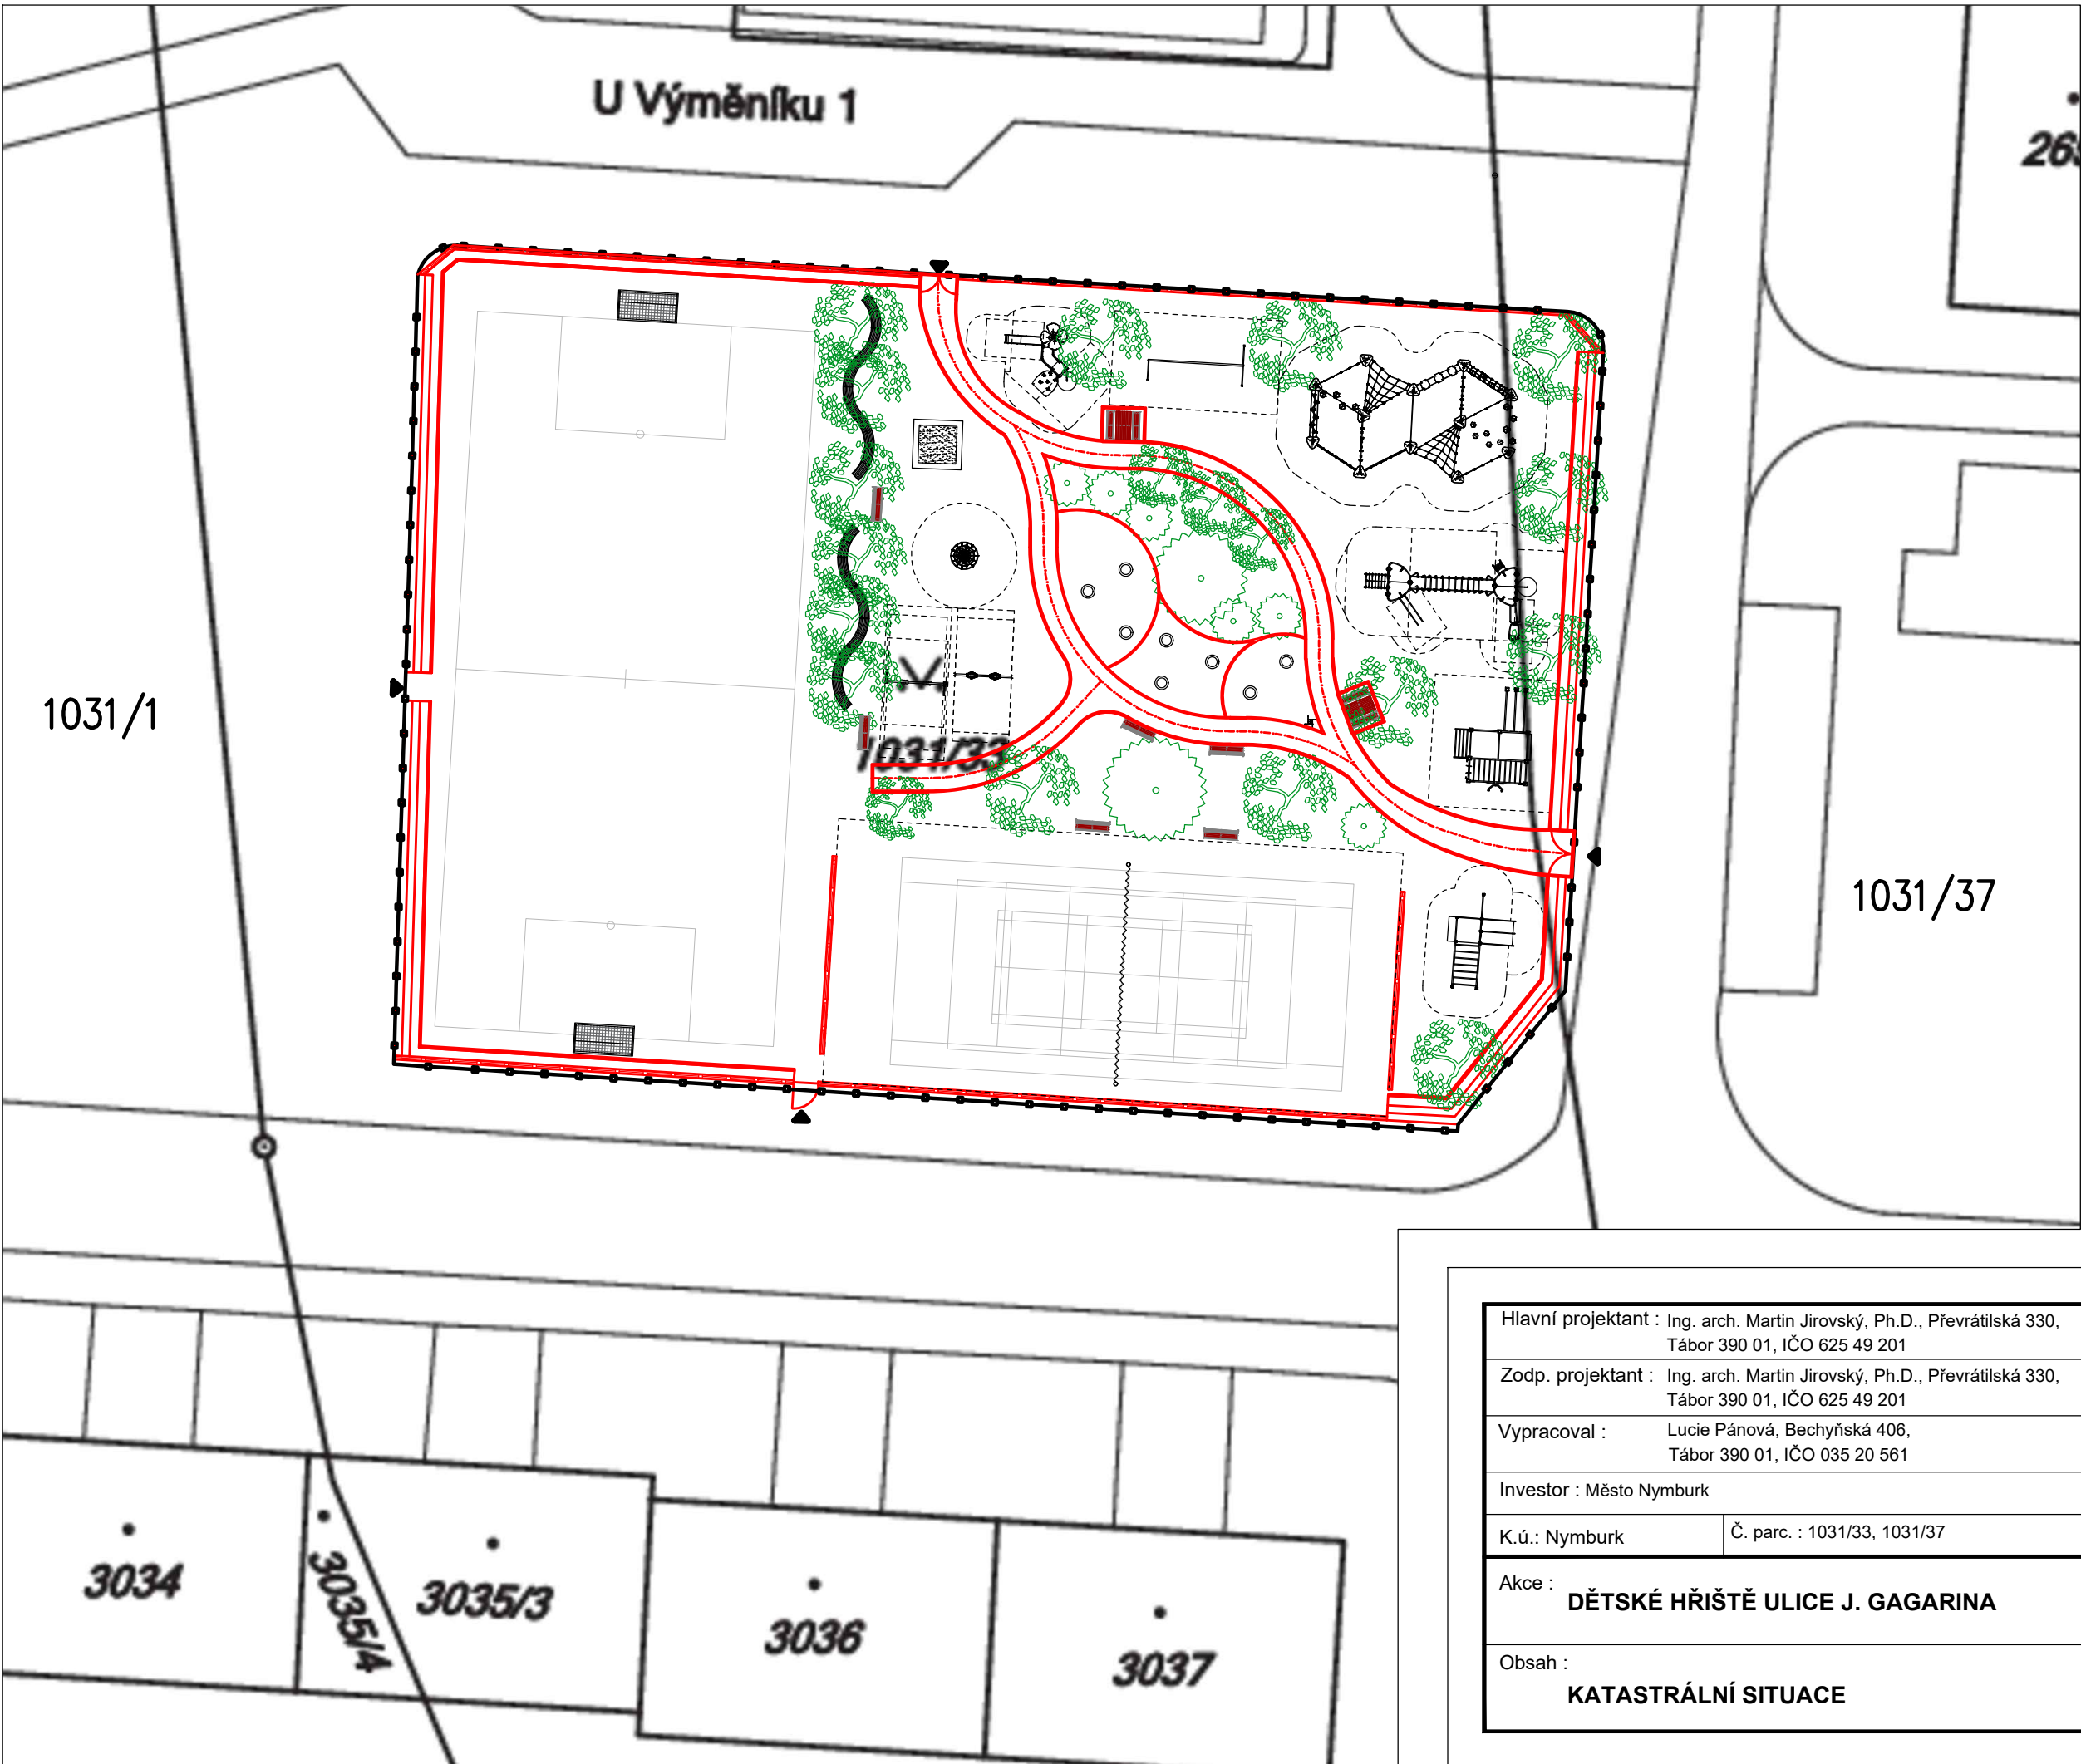 U Výměníku 1
1031/1
1031/33
1031/37
3034
3035/4
3035/3
3036
3037
Hlavní projektant : Ing. arch. Martin Jirovský, Ph.D., Převrátilská 330,
Tábor 390 01, IČO 625 49 201
Zodp. projektant : Ing. arch. Martin Jirovský, Ph.D., Převrátilská 330,
Tábor 390 01, IČO 625 49 201
Vypracoval : Lucie Pánová, Bechyňská 406,
Tábor 390 01, IČO 035 20 561
Investor : Město Nymburk
K.ú.: Nymburk Č. parc. : 1031/33, 1031/37
Akce :
DĚTSKÉ HŘIŠTĚ ULICE J. GAGARINA
Obsah :
KATASTRÁLNÍ SITUACE